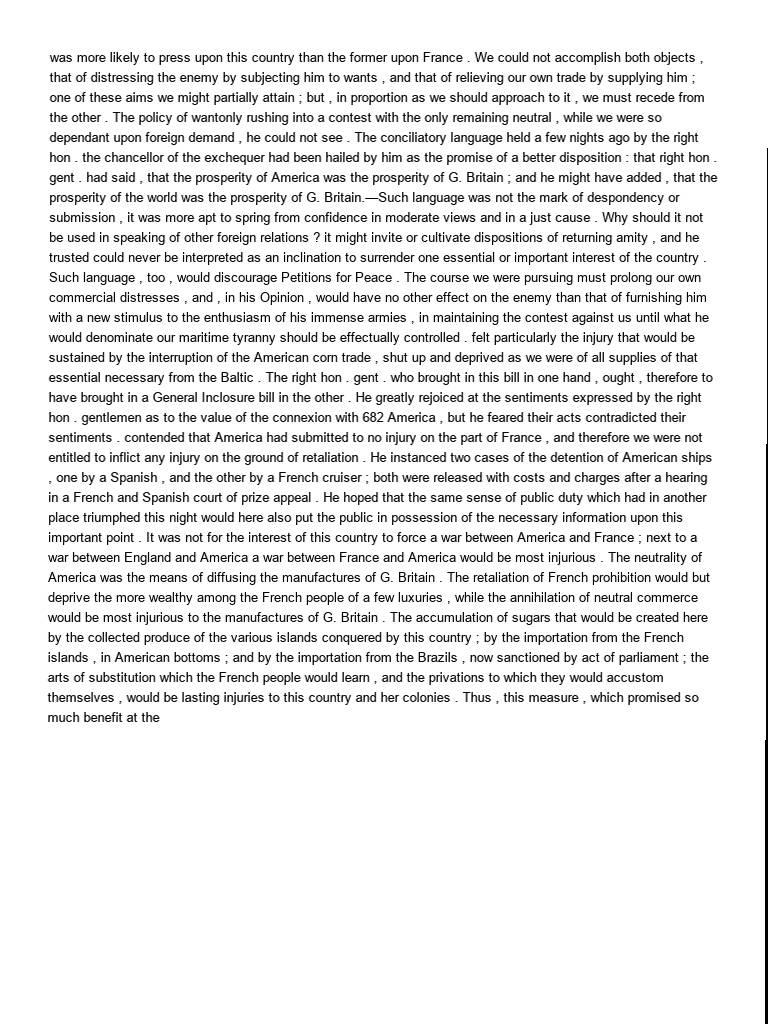 was more likely to press upon this country than the former upon France . We could not accomplish both objects ,
that of distressing the enemy by subjecting him to wants , and that of relieving our own trade by supplying him ;
one of these aims we might partially attain ; but , in proportion as we should approach to it , we must recede from
the other . The policy of wantonly rushing into a contest with the only remaining neutral , while we were so
dependant upon foreign demand , he could not see . The conciliatory language held a few nights ago by the right
hon . the chancellor of the exchequer had been hailed by him as the promise of a better disposition : that right hon .
gent . had said , that the prosperity of America was the prosperity of G. Britain ; and he might have added , that the
prosperity of the world was the prosperity of G. Britain.—Such language was not the mark of despondency or
submission , it was more apt to spring from confidence in moderate views and in a just cause . Why should it not
be used in speaking of other foreign relations ? it might invite or cultivate dispositions of returning amity , and he
trusted could never be interpreted as an inclination to surrender one essential or important interest of the country .
Such language , too , would discourage Petitions for Peace . The course we were pursuing must prolong our own
commercial distresses , and , in his Opinion , would have no other effect on the enemy than that of furnishing him
with a new stimulus to the enthusiasm of his immense armies , in maintaining the contest against us until what he
would denominate our maritime tyranny should be effectually controlled . felt particularly the injury that would be
sustained by the interruption of the American corn trade , shut up and deprived as we were of all supplies of that
essential necessary from the Baltic . The right hon . gent . who brought in this bill in one hand , ought , therefore to
have brought in a General Inclosure bill in the other . He greatly rejoiced at the sentiments expressed by the right
hon . gentlemen as to the value of the connexion with 682 America , but he feared their acts contradicted their
sentiments . contended that America had submitted to no injury on the part of France , and therefore we were not
entitled to inflict any injury on the ground of retaliation . He instanced two cases of the detention of American ships
, one by a Spanish , and the other by a French cruiser ; both were released with costs and charges after a hearing
in a French and Spanish court of prize appeal . He hoped that the same sense of public duty which had in another
place triumphed this night would here also put the public in possession of the necessary information upon this
important point . It was not for the interest of this country to force a war between America and France ; next to a
war between England and America a war between France and America would be most injurious . The neutrality of
America was the means of diffusing the manufactures of G. Britain . The retaliation of French prohibition would but
deprive the more wealthy among the French people of a few luxuries , while the annihilation of neutral commerce
would be most injurious to the manufactures of G. Britain . The accumulation of sugars that would be created here
by the collected produce of the various islands conquered by this country ; by the importation from the French
islands , in American bottoms ; and by the importation from the Brazils , now sanctioned by act of parliament ; the
arts of substitution which the French people would learn , and the privations to which they would accustom
themselves , would be lasting injuries to this country and her colonies . Thus , this measure , which promised so
much benefit at the